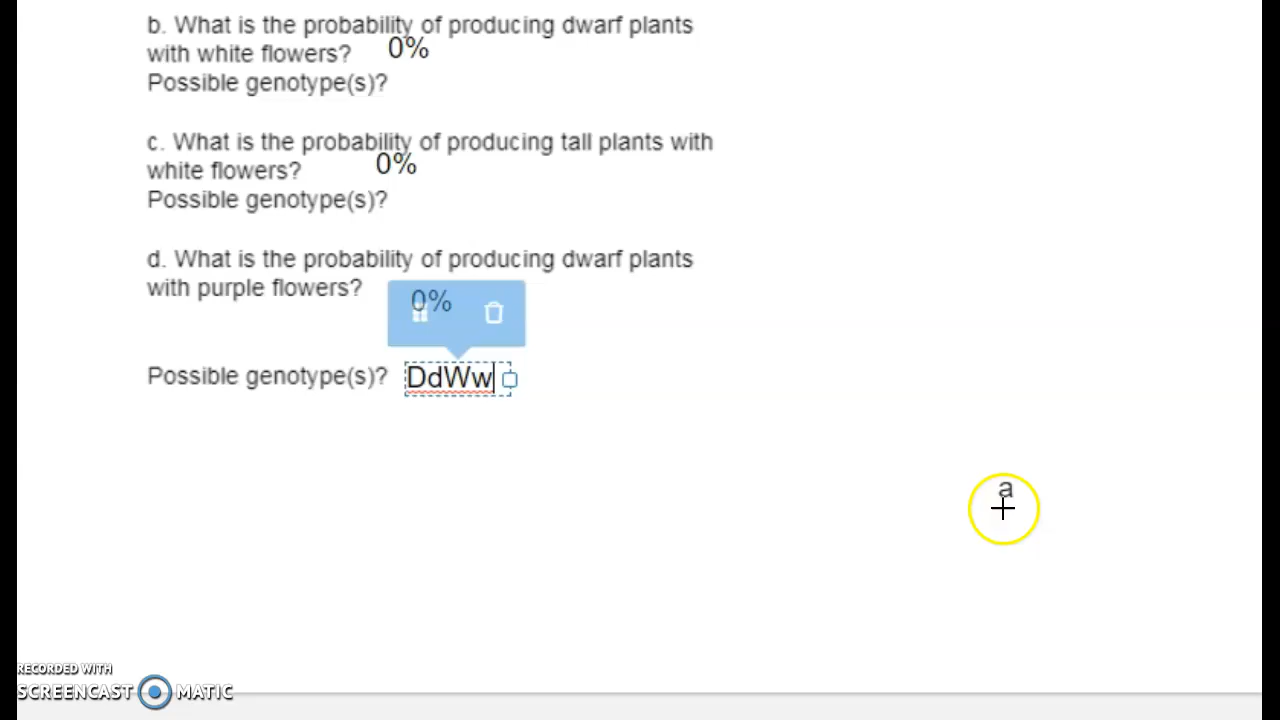 b. What is the probability of producing dwarf plants
with white flowers? 0%
Possible genotype(s)?
c. What is the probability of producing tall plants with
white flowers? 0%
Possible genotype(s)?
d. What is the probability of producing dwarf plants
with purple flowers? 0%
Possible genotype(s)? DdWw
a
RECORDED WITH
SCREENCAST MATIC